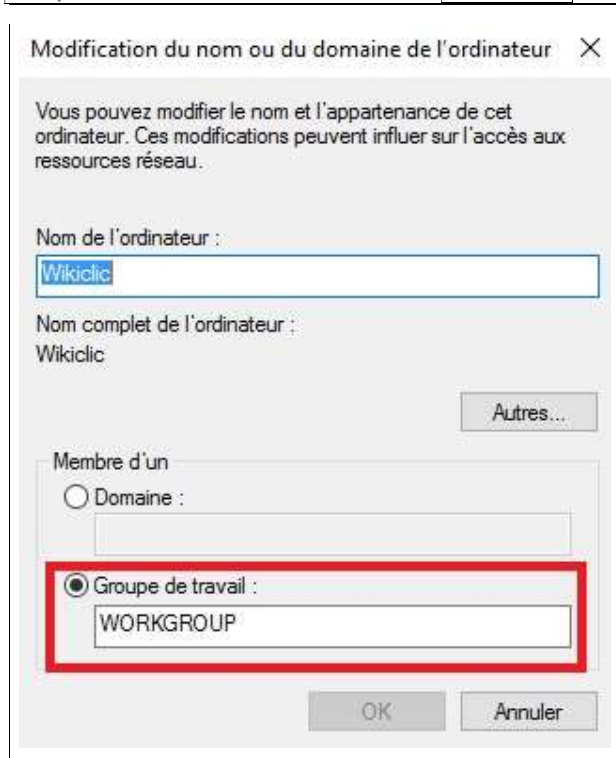 Modification du nom ou du domaine de l'ordinateur
Vous pouvez modifier le nom et l'appartenance de cet
ordinateur. Ces modifications peuvent influer sur l'accès aux
ressources réseau.
Nom de l'ordinateur :
Wikiclic
Nom complet de l'ordinateur :
Wikiclic
Autres...
Membre d'un
Domaine :
Groupe de travail :
WORKGROUP
OK
Annuler